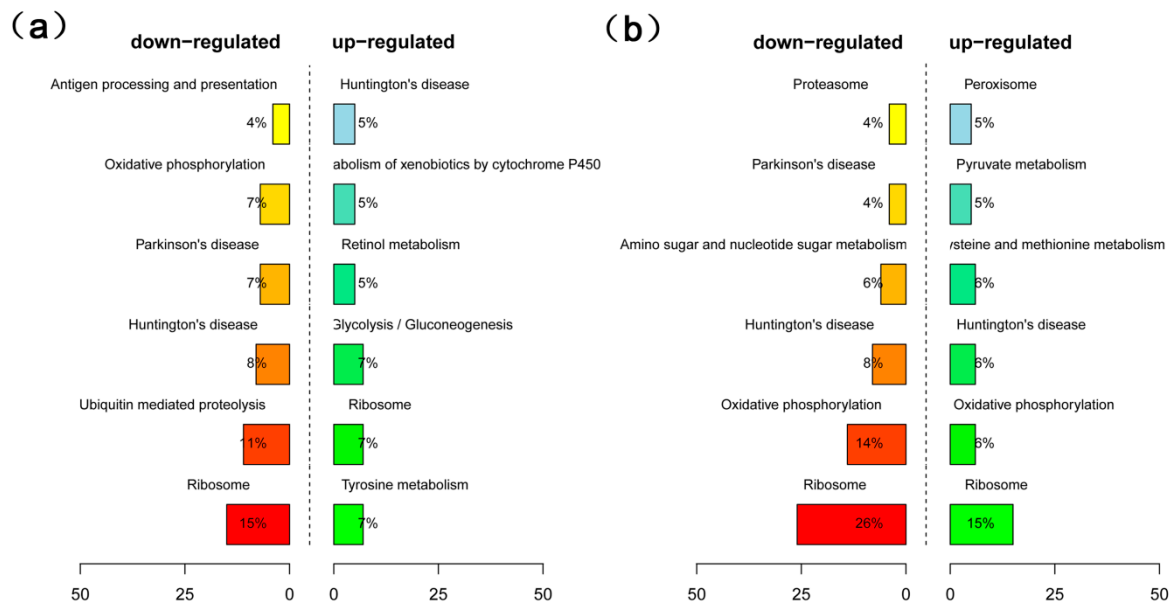 (a)
down-regulated up-regulated
Antigen processing and presentation Huntington's disease
4% 5%
Oxidative phosphorylation abolism of xenobiotics by cytochrome P450
7% 5%
Parkinson's disease Retinol metabolism
7% 5%
Huntington's disease Glycolysis / Gluconeogenesis
8% 7%
Ubiquitin mediated proteolysis Ribosome
11% 7%
Ribosome Tyrosine metabolism
15% 7%
50 25 0 0 25 50
(b)
down-regulated up-regulated
Proteasome Peroxisome
4% 5%
Parkinson's disease Pyruvate metabolism
4% 5%
Amino sugar and nucleotide sugar metabolism ysteine and methionine metabolism
6% 6%
Huntington's disease Huntington's disease
8% 6%
Oxidative phosphorylation Oxidative phosphorylation
14% 6%
Ribosome Ribosome
26% 15%
50 25 0 0 25 50